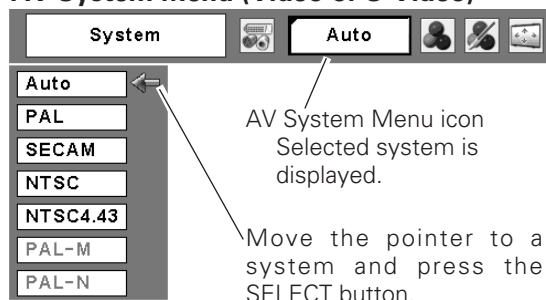 AV System Menu (Video or S-Video)
System
Auto
Auto
PAL
SECAM
NTSC
NTSC4.43
PAL-M
PAL-N
AV System Menu icon
Selected system is
displayed.
Move the pointer to a
system and press the
SELECT button.